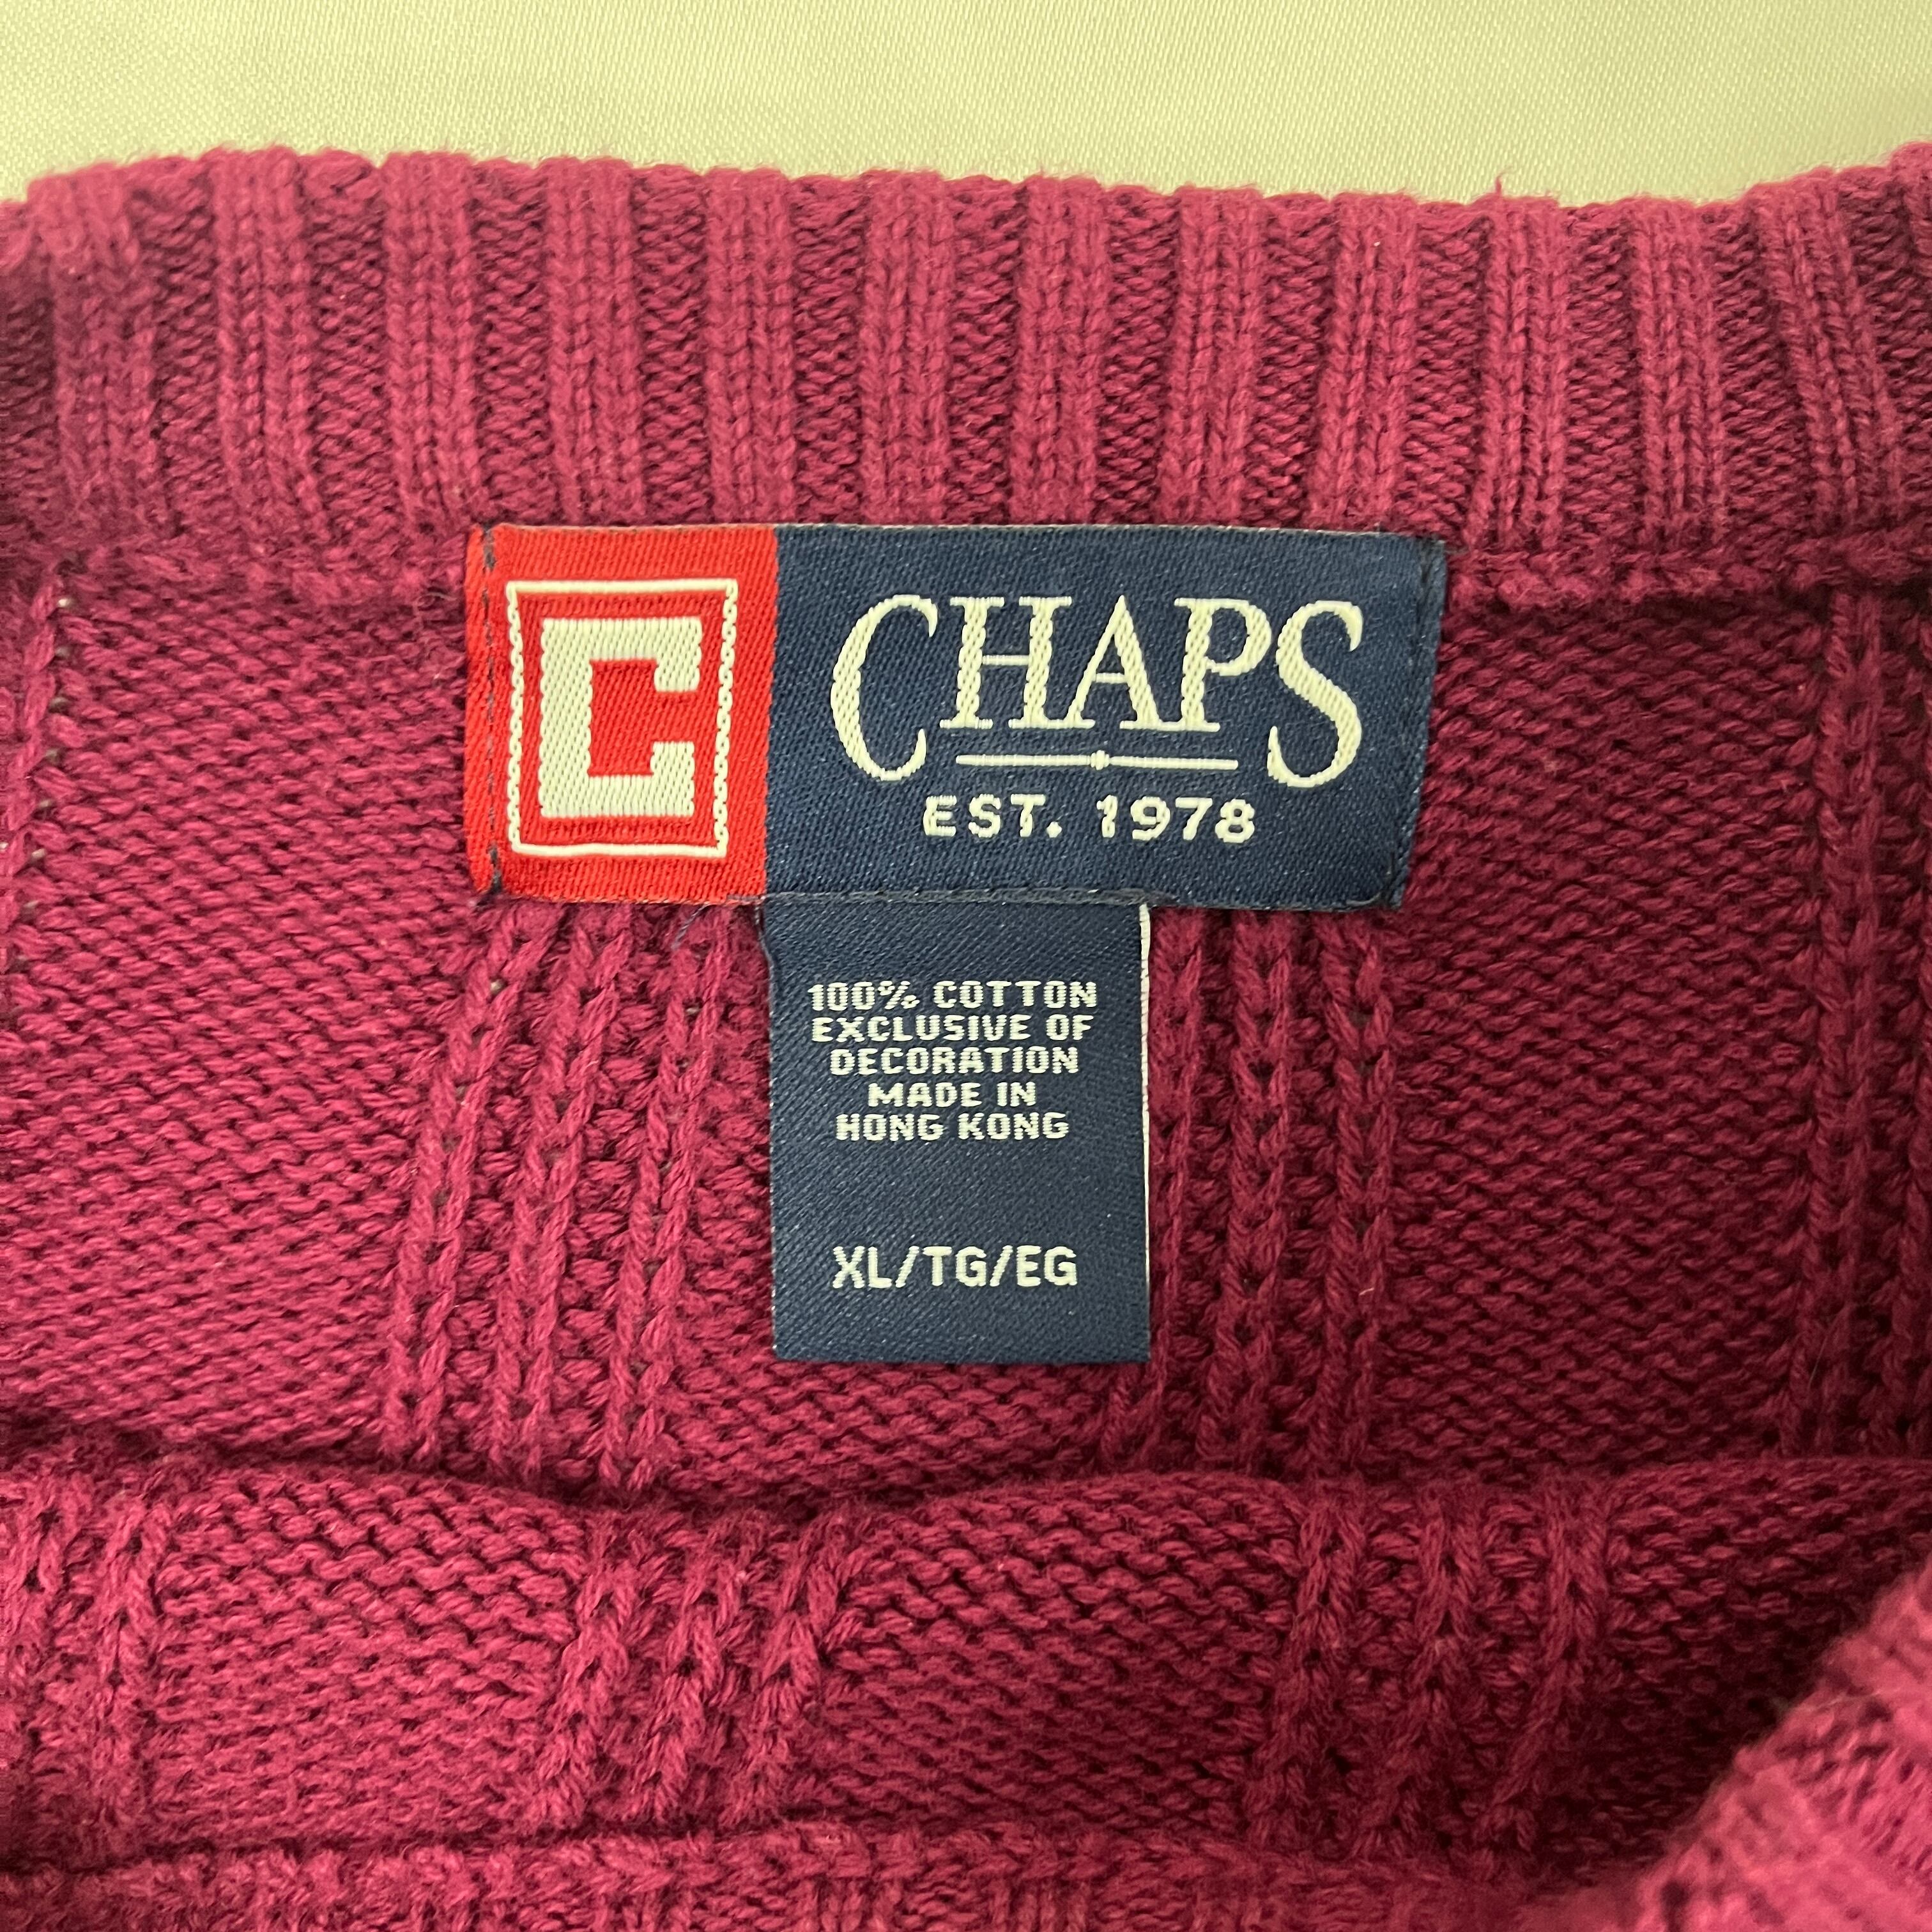 C
CHAPS
EST. 1978
100% COTTON
EXCLUSIVE OF
DECORATION
MADE IN
HONG KONG
XL/TG/EG